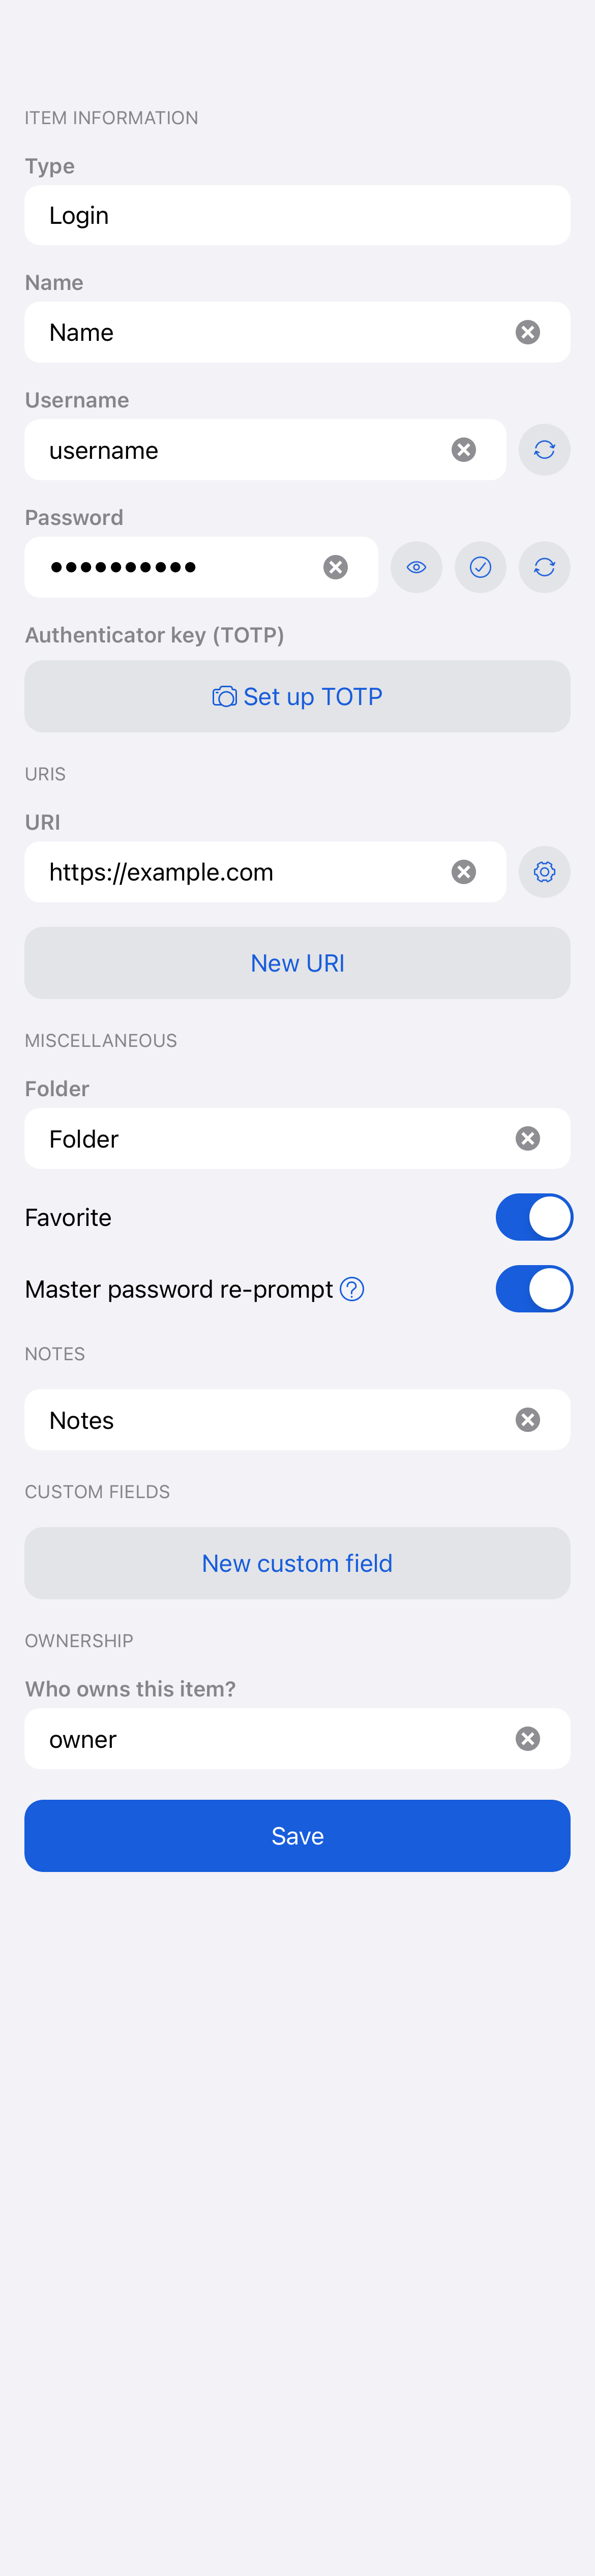 ITEM INFORMATION
Type
Login
Name
Name
Username
username
Password
••••••••••
Authenticator key (TOTP)
Set up TOTP
URIS
URI
https://example.com
New URI
MISCELLANEOUS
Folder
Folder
Favorite
Master password re-prompt
NOTES
Notes
CUSTOM FIELDS
New custom field
OWNERSHIP
Who owns this item?
owner
Save